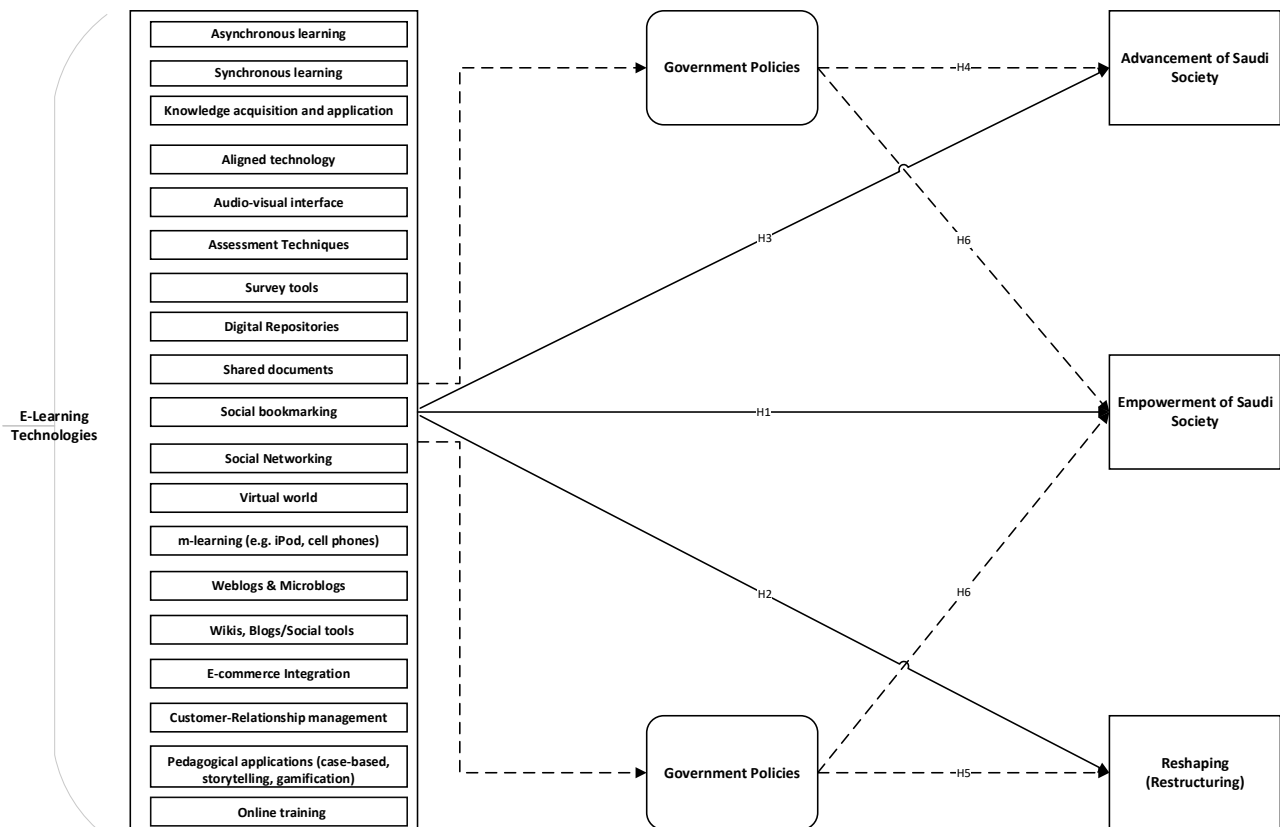 E-Learning
Technologies
Asynchronous learning
Synchronous learning
Knowledge acquisition and application
Aligned technology
Audio-visual interface
Assessment Techniques
Survey tools
Digital Repositories
Shared documents
Social bookmarking
Social Networking
Virtual world
m-learning (e.g. iPod, cell phones)
Weblogs & Microblogs
Wikis, Blogs/Social tools
E-commerce Integration
Customer-Relationship management
Pedagogical applications (case-based,
storytelling, gamification)
Online training
Government Policies
Government Policies
H4
H3
H6
H1
H2
H6
H5
Advancement of Saudi
Society
Empowerment of Saudi
Society
Reshaping
(Restructuring)